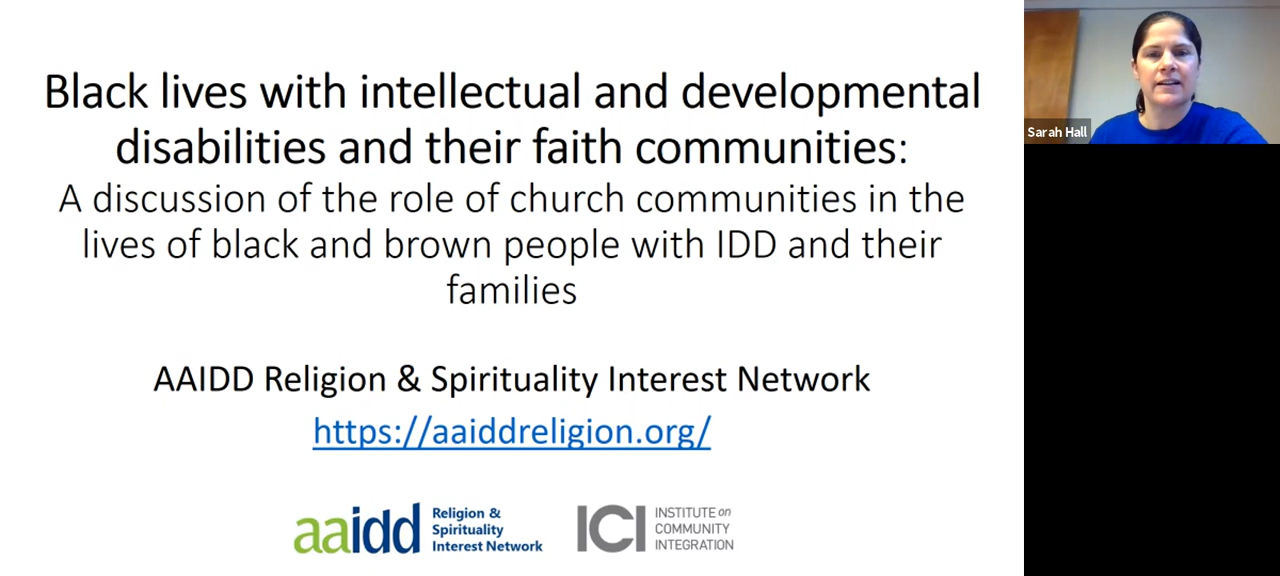 Black lives with intellectual and developmental
disabilities and their faith communities:
A discussion of the role of church communities in the
lives of black and brown people with IDD and their
families
AAIDD Religion & Spirituality Interest Network
https://aaiddreligion.org/
aaidd
Religion &
Spirituality
Interest Network
ICI
INSTITUTE on
COMMUNITY
INTEGRATION
Sarah Hall